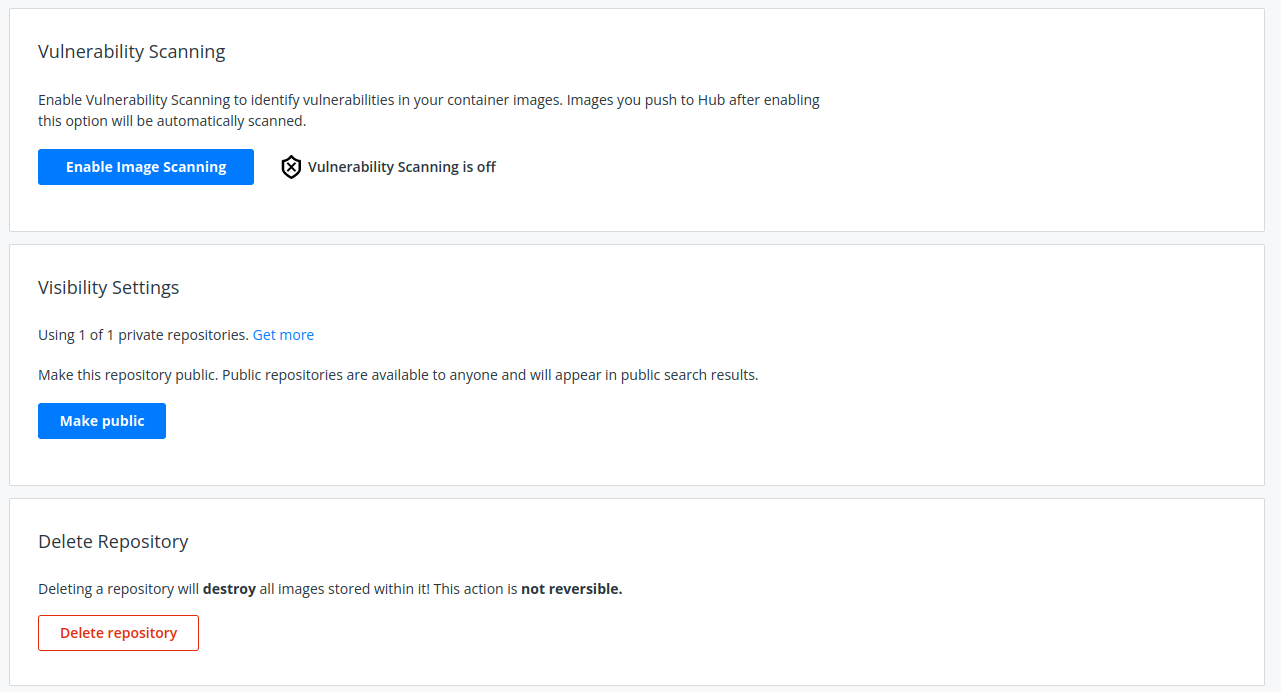 Vulnerability Scanning
Enable Vulnerability Scanning to identify vulnerabilities in your container images. Images you push to Hub after enabling
this option will be automatically scanned.
Enable Image Scanning
Vulnerability Scanning is off
Visibility Settings
Using 1 of 1 private repositories. Get more
Make this repository public. Public repositories are available to anyone and will appear in public search results.
Make public
Delete Repository
Deleting a repository will destroy all images stored within it! This action is not reversible.
Delete repository